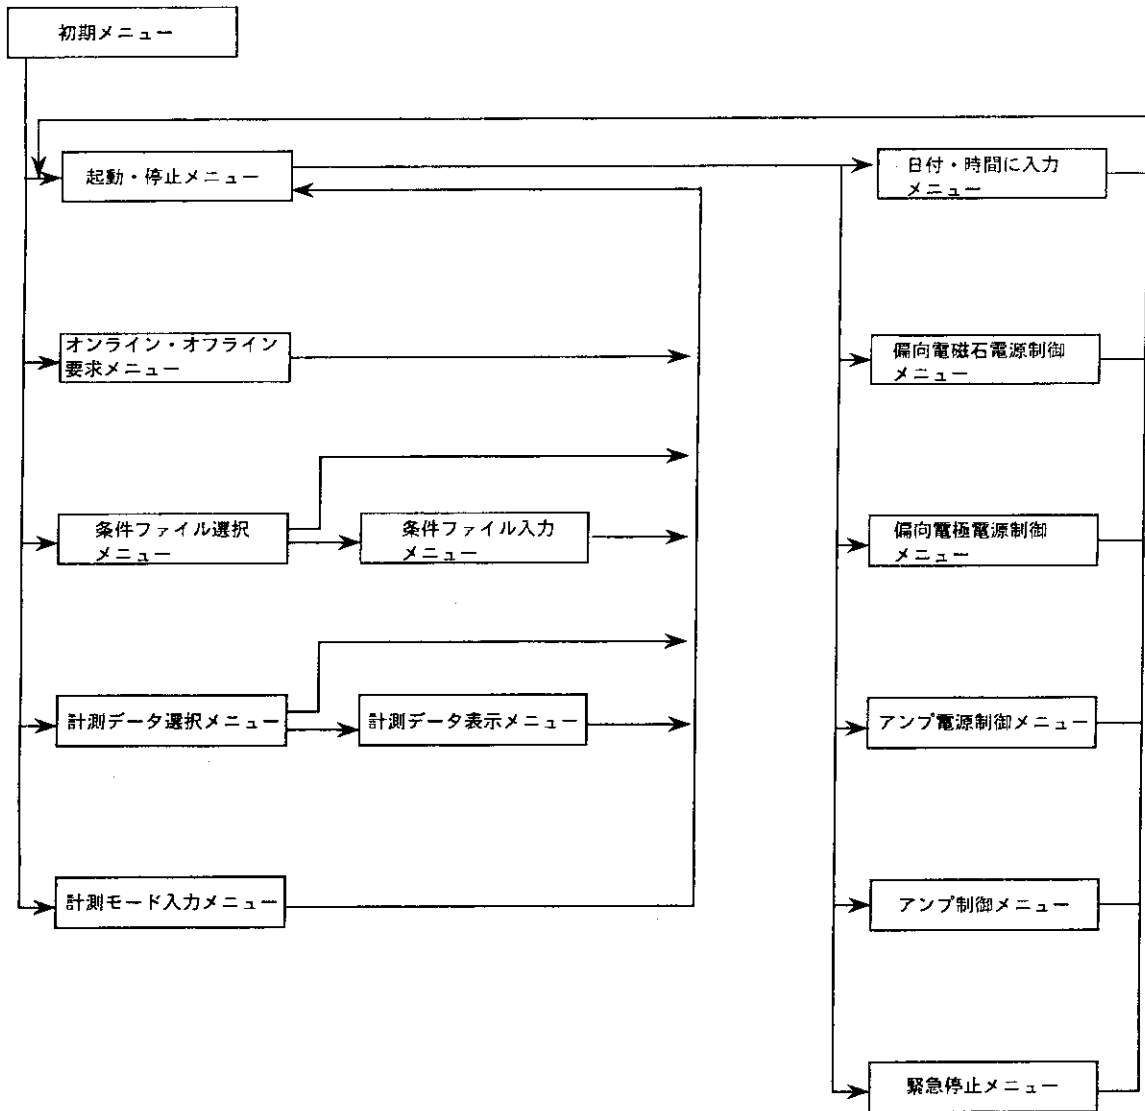 初期メニュー
起動・停止メニュー
日付・時間に入力
メニュー
オンライン・オフライン
要求メニュー
偏向電磁石電源制御
メニュー
条件ファイル選択
メニュー
条件ファイル入力
メニュー
偏向電極電源制御
メニュー
計測データ選択メニュー
計測データ表示メニュー
アンプ電源制御メニュー
計測モード入力メニュー
アンプ制御メニュー
緊急停止メニュー